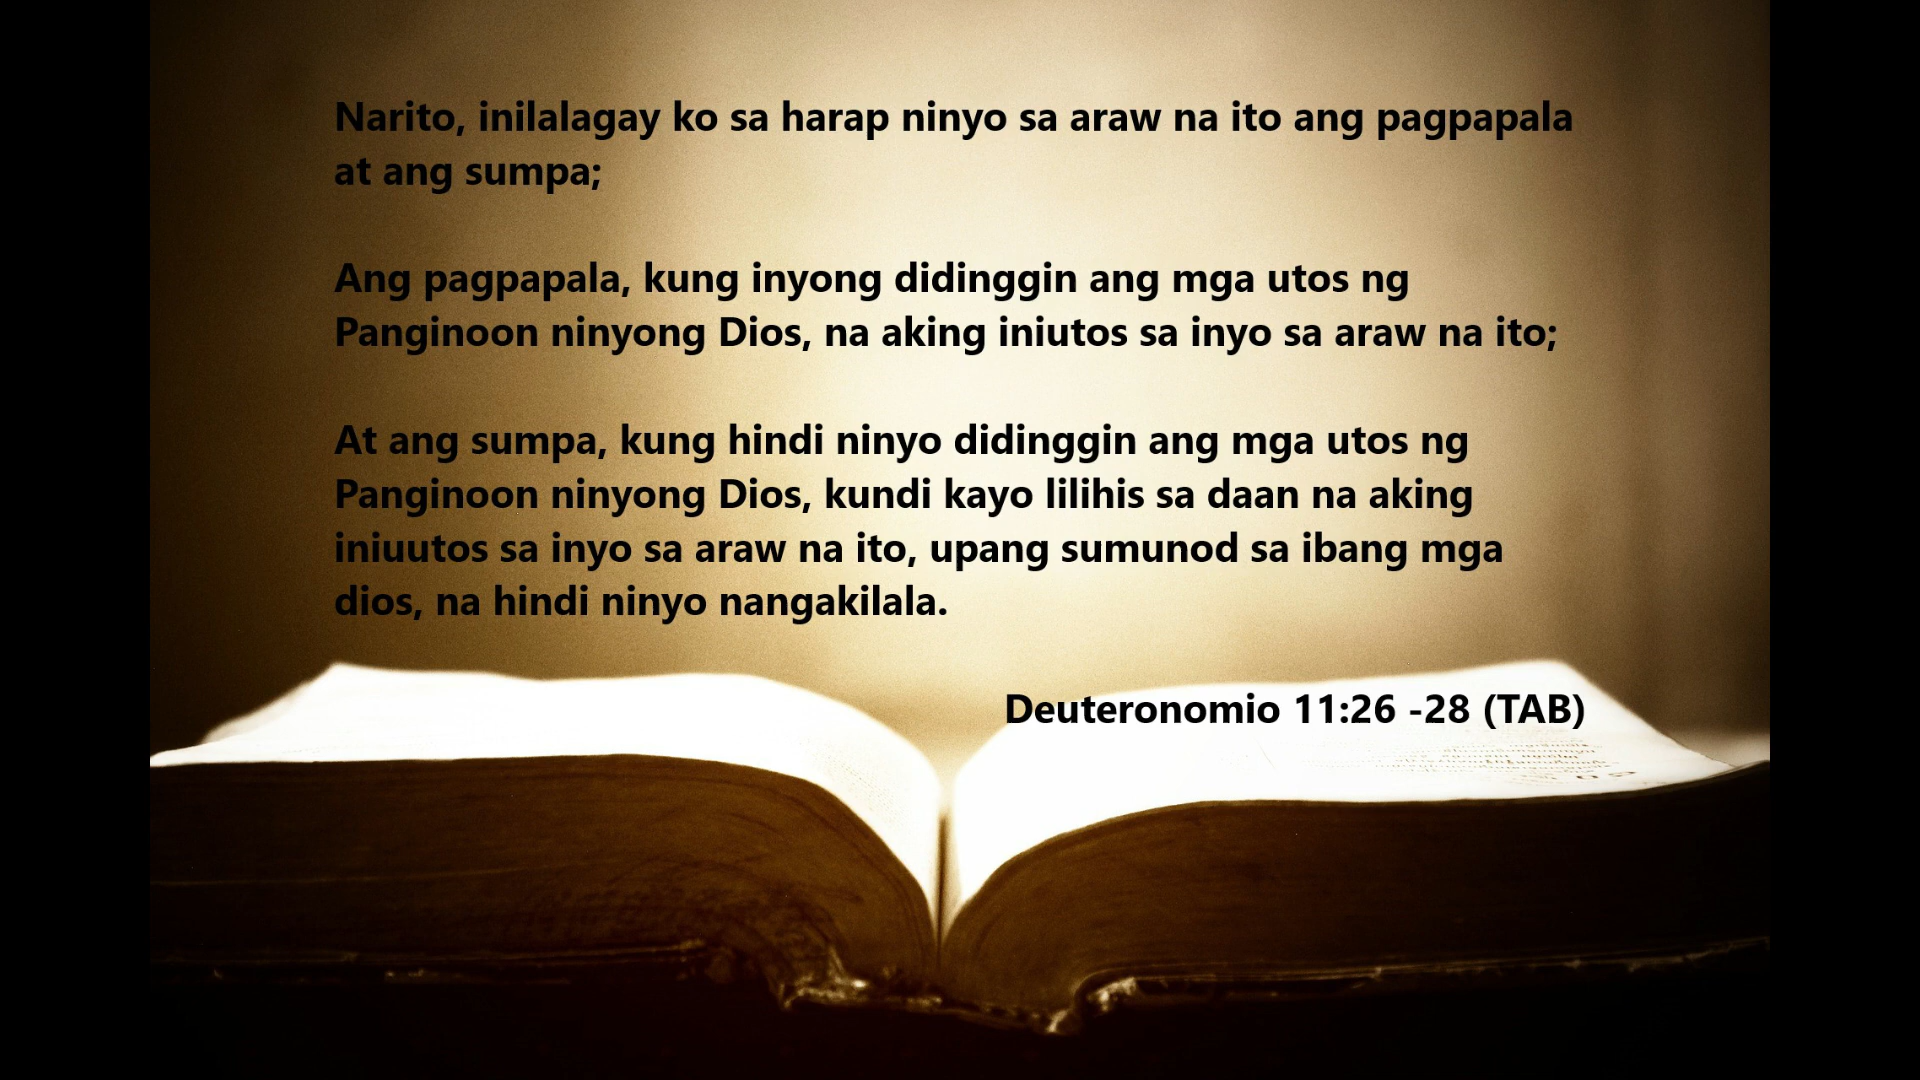 Narito, inilalagay ko sa harap ninyo sa araw na ito ang pagpapala
at ang sumpa;
Ang pagpapala, kung inyong didinggin ang mga utos ng
Panginoon ninyong Dios, na aking iniutos sa inyo sa araw na ito;
At ang sumpa, kung hindi ninyo didinggin ang mga utos ng
Panginoon ninyong Dios, kundi kayo lilihis sa daan na aking
iniuutos sa inyo sa araw na ito, upang sumunod sa ibang mga
dios, na hindi ninyo nangakilala.
Deuteronomio 11:26 -28 (TAB)